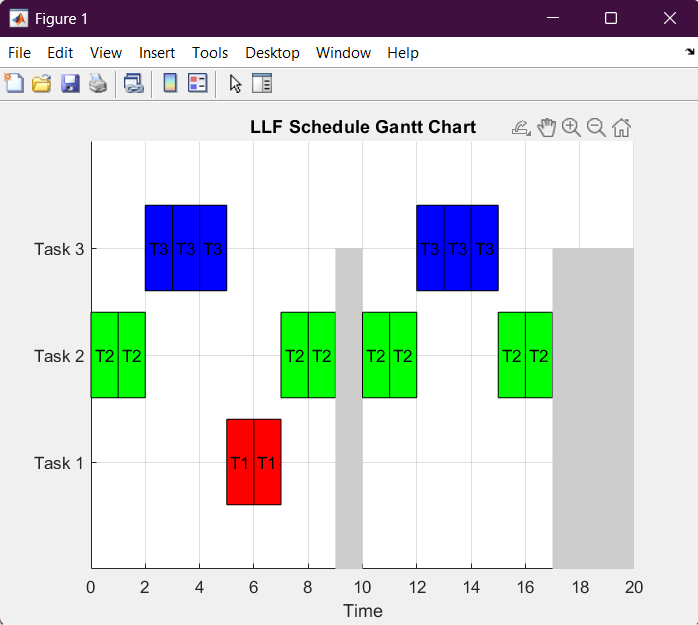 Figure 1
File Edit View Insert Tools Desktop Window Help
LLF Schedule Gantt Chart
Task 3
T3 T3 T3 T3 T3 T3
Task 2
T2 T2 T2 T2 T2 T2 T2 T2
Task 1
T1 T1
0 2 4 6 8 10 12 14 16 18 20
Time